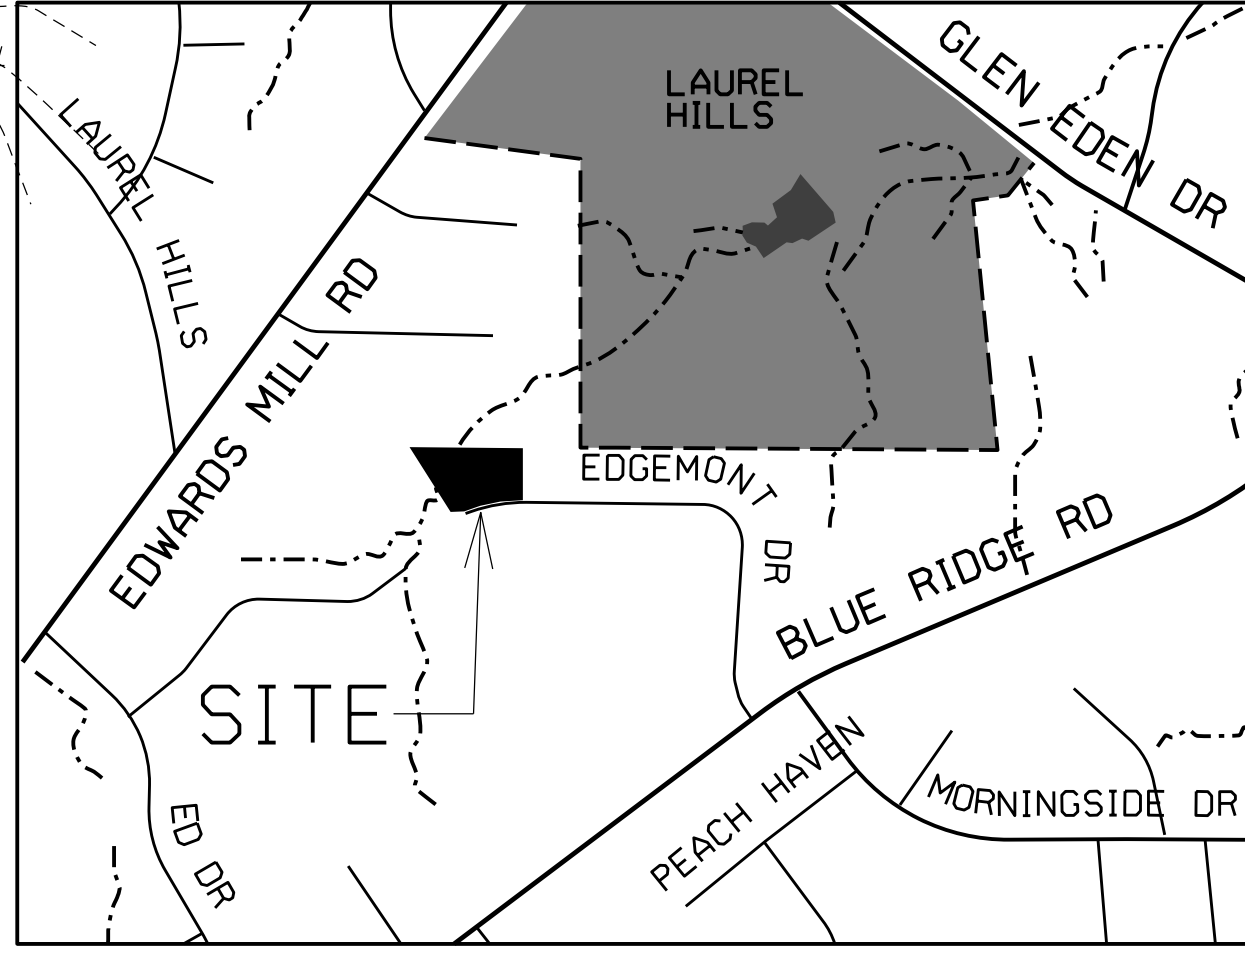 LAUREL
HILLS
GLEN EDEN DR
LAUREL HILLS
EDWARDS MILL RD
EDGEMONT DR
BLUE RIDGE RD
SITE
PEACH HAVEN
MORNINGSIDE DR
ED DR